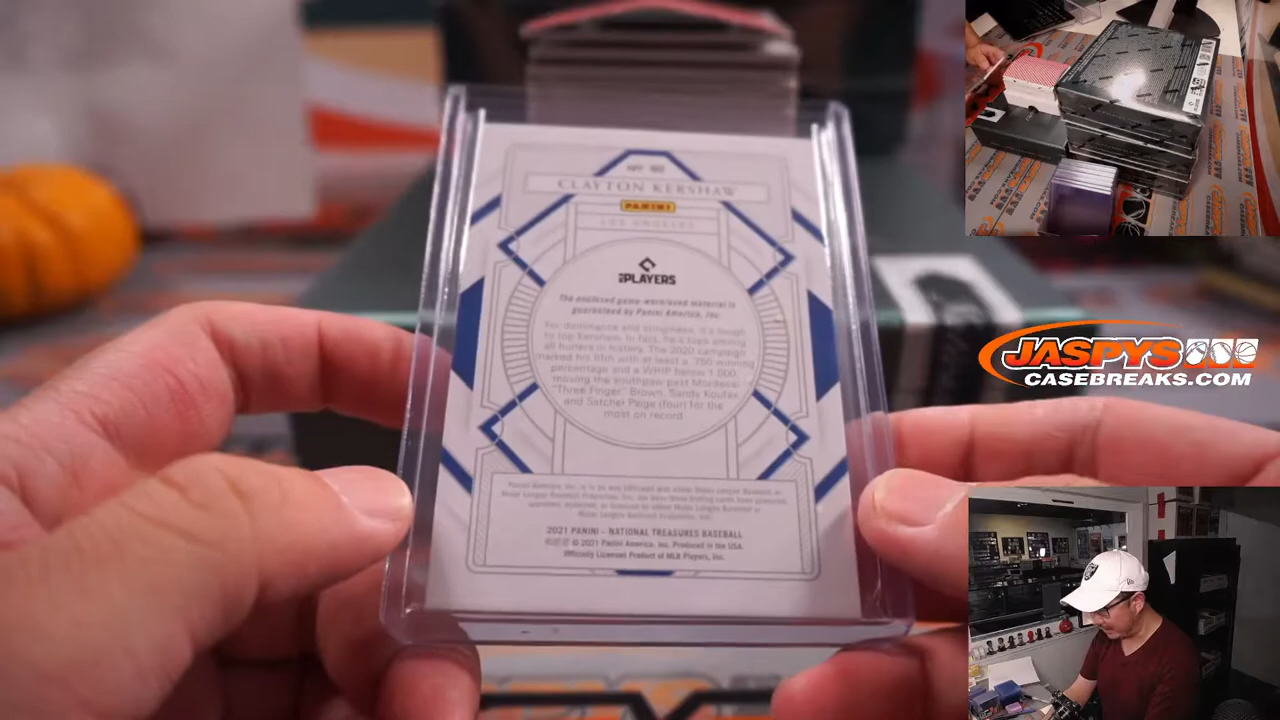 CLAYTON KERSHAW
PANINI
LOS ANGELES
PLAYERS
The enclosed game-worn/used material is
guaranteed by Panini America, Inc.
For dominance and stinginess, it's tough
to top Kershaw. In fact, he's tops among
all hurlers in history. The 2020 campaign
marked his fifth with at least a .750 winning
percentage and a WHIP below 1.000,
moving the southpaw past Mordecai
"Three Finger" Brown, Sandy Koufax
and Satchel Paige (four) for the
most on record.
2021 PANINI – NATIONAL TREASURES BASEBALL
© 2021 Panini America, Inc. Produced in the USA.
Officially Licensed Product of MLB Players, Inc.
JASPYS
CASEBREAKS.COM